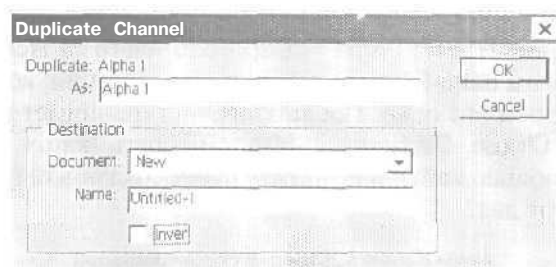 Duplicate Channel
Duplicate: Alpha 1
As: Alpha 1
OK
Cancel
Destination
Document: New
Name: Untitled-1
Inver